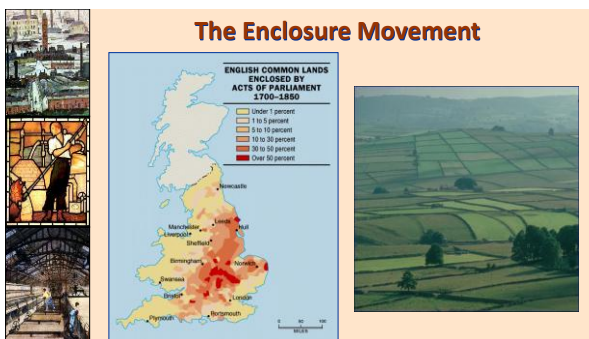 The Enclosure Movement
ENGLISH COMMON LANDS
ENCLOSED BY
ACTS OF PARLIAMENT
1700–1850
Under 1 percent
1 to 5 percent
5 to 10 percent
10 to 30 percent
30 to 50 percent
Over 50 percent
Newcastle
Leeds
Manchester
Hull
Liverpool
Sheffield
Birmingham
Norwich
Swansea
Bristol
London
Plymouth
Portsmouth
MILES